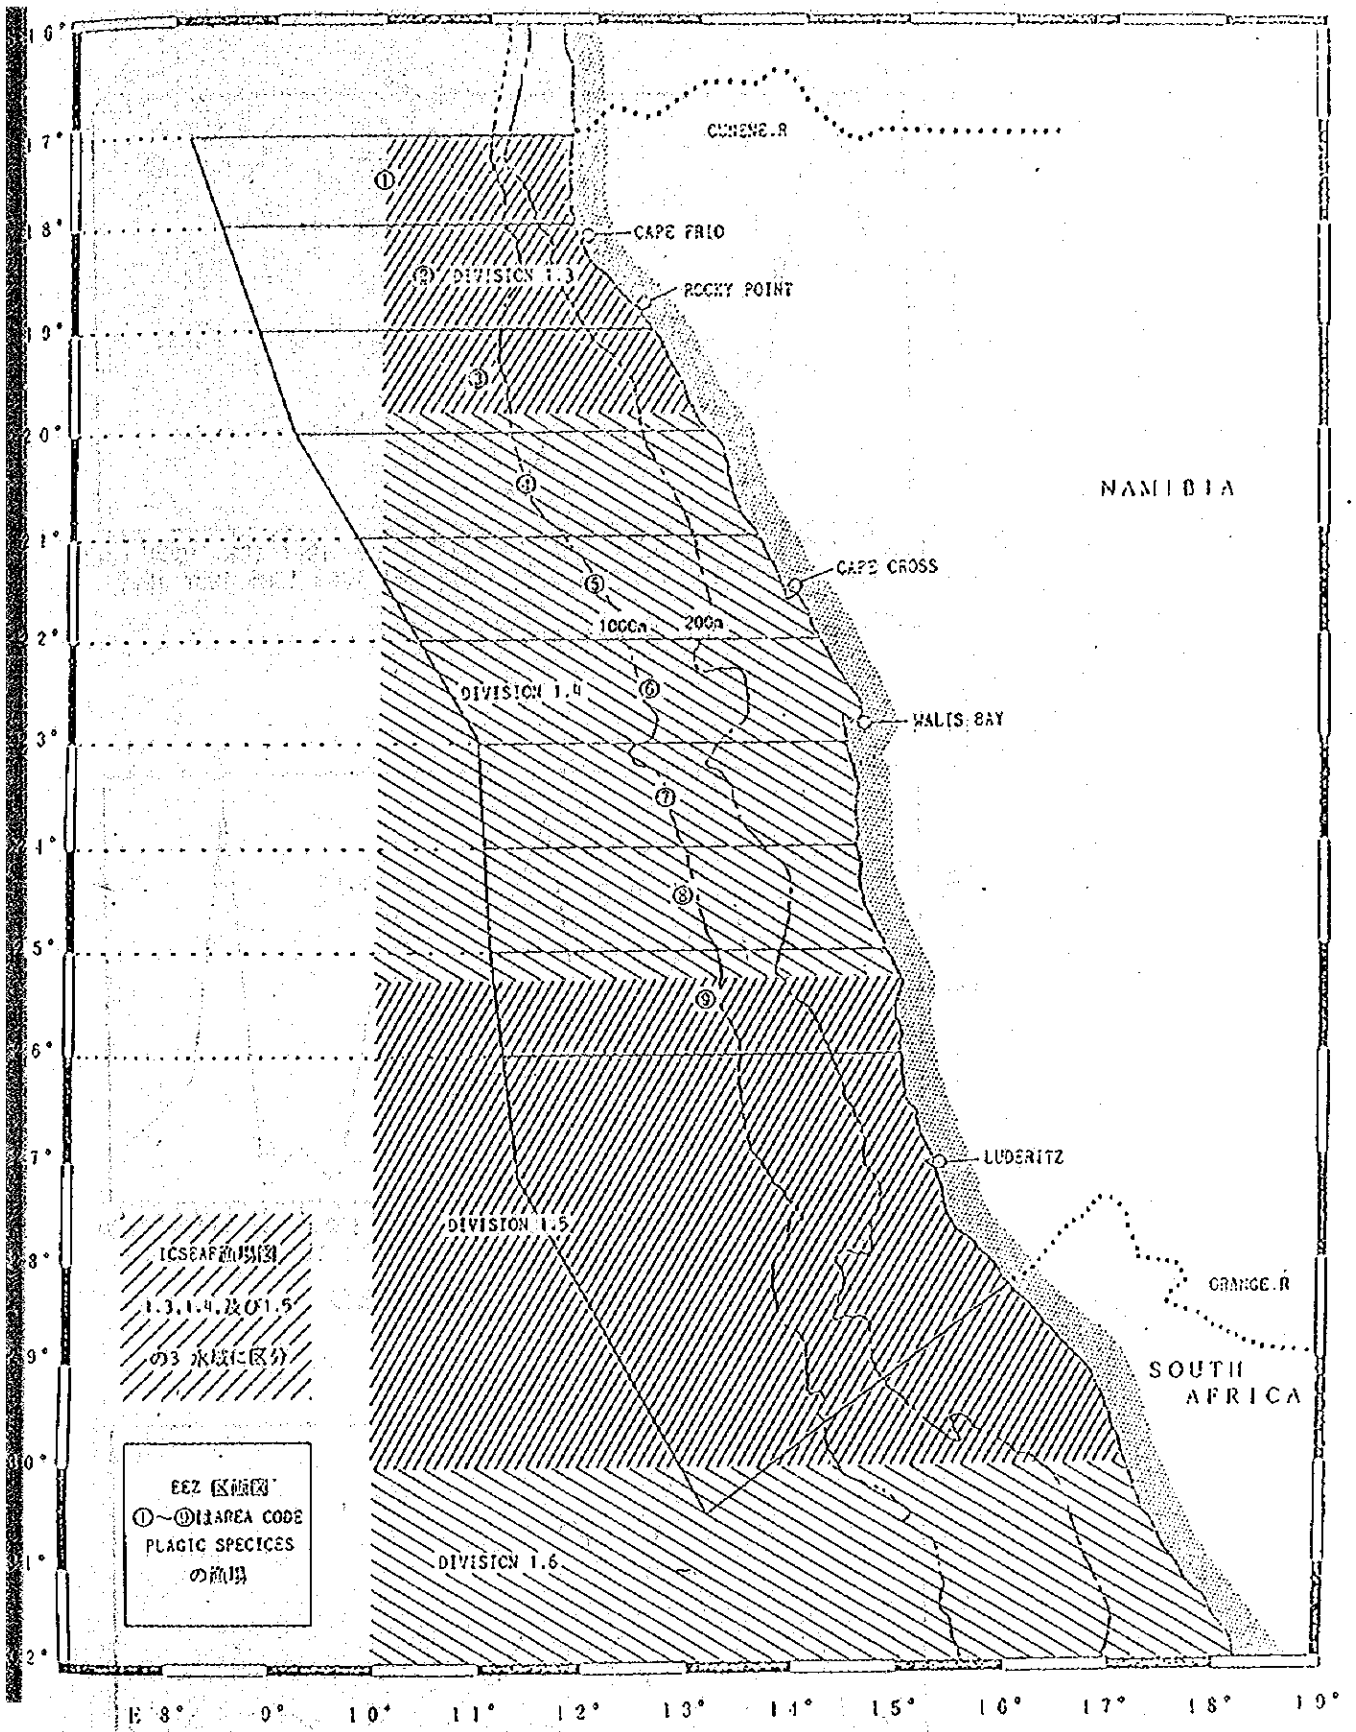 CUNENE.R
7°
①
18°
CAPE FRIO
② DIVISION 1.3
ROCKY POINT
19°
③
20°
④
NAMIBIA
21°
CAPE CROSS
⑤
1000m 200m
2°
⑥
DIVISION 1.4
WALIS BAY
3°
⑦
4°
⑧
5°
⑨
6°
7°
LUDERITZ
DIVISION 1.5
ICSEAF漁場図
8°
ORANGE.R
1.3,1.4,及び1.5
9°
の3 水域に区分
SOUTH
AFRICA
EEZ 区画図
①～⑨はAREA CODE
DIVISION 1.6
PLAGIC SPECICES
の漁場
1°
2°
E 8° 9° 10° 11° 12° 13° 14° 15° 16° 17° 18° 19°